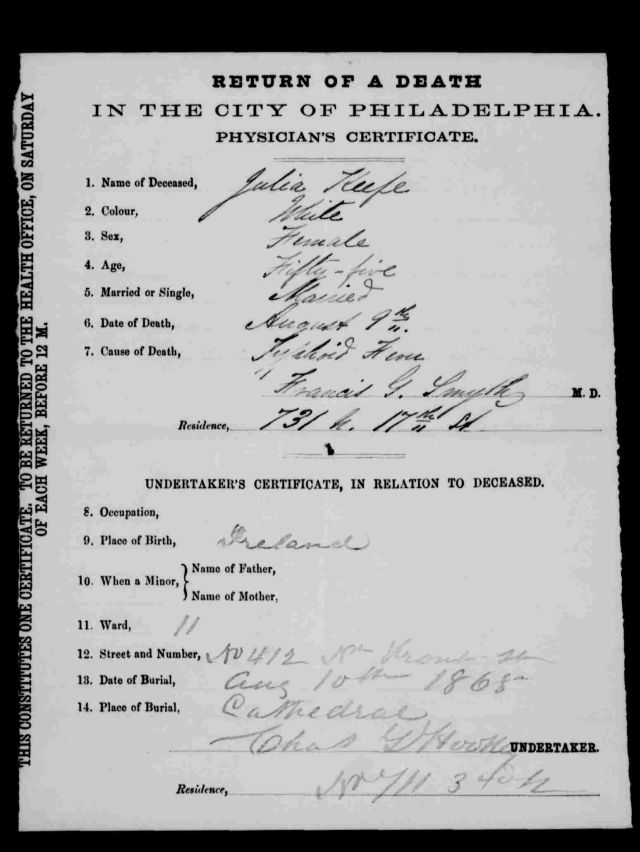 RETURN OF A DEATH
IN THE CITY OF PHILADELPHIA.
PHYSICIAN'S CERTIFICATE.
1. Name of Deceased, Julia Keefe
2. Colour, White
3. Sex, Female
4. Age, Fifty-five
5. Married or Single, Married
6. Date of Death, August 9th
7. Cause of Death, Typhoid Fever
Francis G. Smyth M. D.
Residence, 731 N. 17th St
UNDERTAKER'S CERTIFICATE, IN RELATION TO DECEASED.
8. Occupation,
9. Place of Birth, Ireland
10. When a Minor, Name of Father,
Name of Mother,
11. Ward, 11
12. Street and Number, No 412 Nth
13. Date of Burial, Aug 10th 1865
14. Place of Burial, Cathedral
Chas UNDERTAKER.
Residence, No 711
THIS CONSTITUTES ONE CERTIFICATE. TO BE RETURNED TO THE HEALTH OFFICE, ON SATURDAY
OF EACH WEEK, BEFORE 12 M.